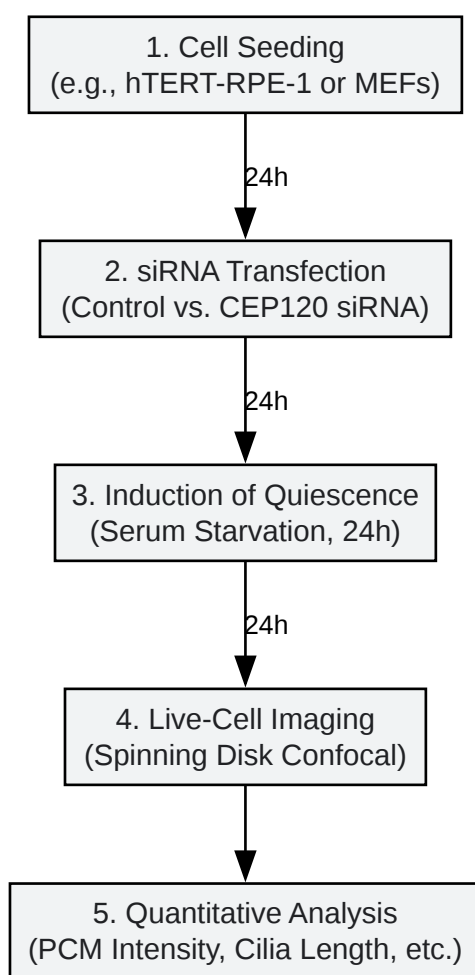 1. Cell Seeding
(e.g., hTERT-RPE-1 or MEFs)
24h
2. siRNA Transfection
(Control vs. CEP120 siRNA)
24h
3. Induction of Quiescence
(Serum Starvation, 24h)
24h
4. Live-Cell Imaging
(Spinning Disk Confocal)
5. Quantitative Analysis
(PCM Intensity, Cilia Length, etc.)